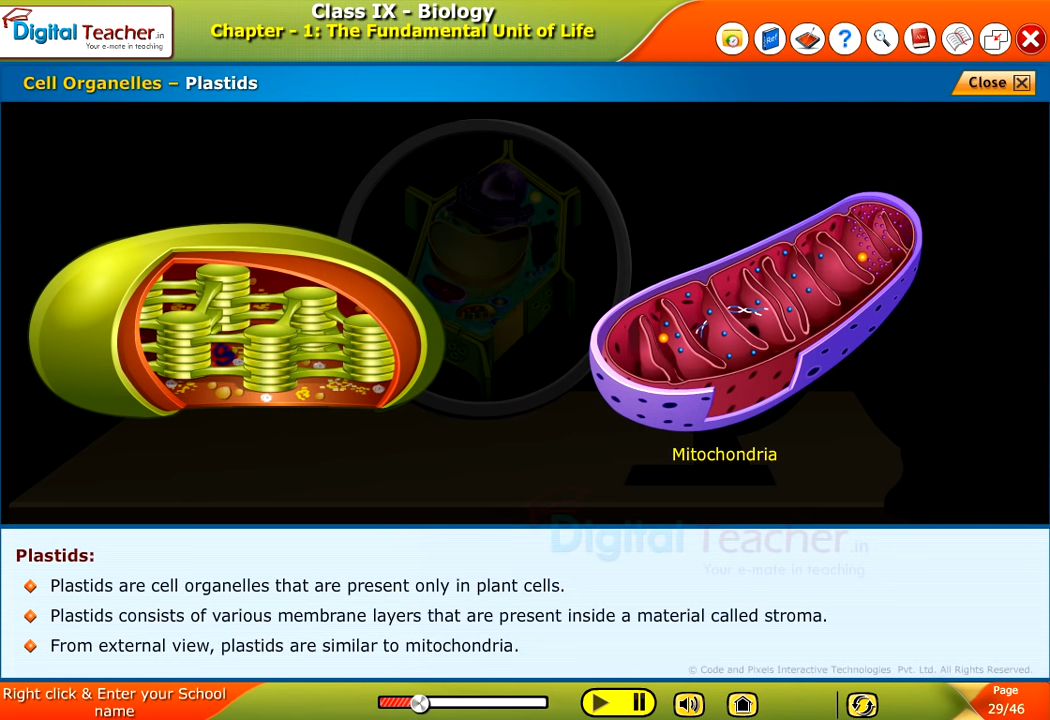 Class IX - Biology
Chapter - 1: The Fundamental Unit of Life
Digital Teacher.in
Your e-mate in teaching
Ref
?
Cell Organelles – Plastids
Close
Mitochondria
Digital Teacher.in
Your e-mate in teaching
Plastids:
Plastids are cell organelles that are present only in plant cells.
Plastids consists of various membrane layers that are present inside a material called stroma.
From external view, plastids are similar to mitochondria.
© Code and Pixels Interactive Technologies Pvt. Ltd. All Rights Reserved.
Right click & Enter your School
name
Page
29/46